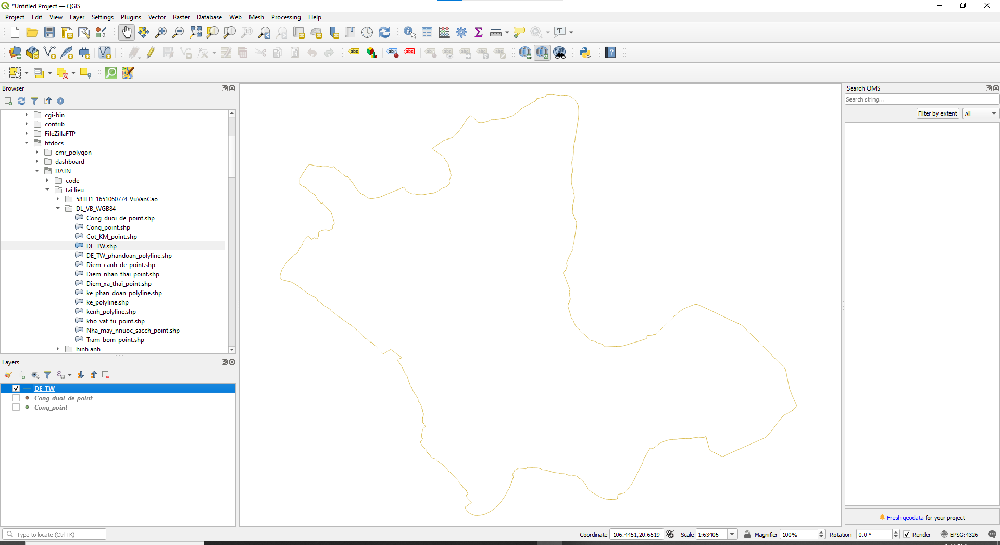 *Untitled Project — QGIS
Project Edit View Layer Settings Plugins Vector Raster Database Web Mesh Processing Help
Browser
cgi-bin
contrib
FileZillaFTP
htdocs
cmr_polygon
dashboard
DATN
code
tai lieu
58TH1_1651060774_VuVanCao
DL_VB_WGB84
Cong_duoi_de_point.shp
Cong_point.shp
Cot_KM_point.shp
DE_TW.shp
DE_TW_phandoan_polyline.shp
Diem_canh_de_point.shp
Diem_nhan_thai_point.shp
Diem_xa_thai_point.shp
ke_phan_doan_polyline.shp
ke_polyline.shp
kenh_polyline.shp
kho_vat_tu_point.shp
Nha_may_nnuoc_sacch_point.shp
Tram_bom_point.shp
hinh anh
Layers
DE_TW
Cong_duoi_de_point
Cong_point
Search QMS
Search string...
Filter by extent All
Fresh geodata for your project
Type to locate (Ctrl+K)
Coordinate 106.4451,20.6519 Scale 1:63406 Magnifier 100% Rotation 0.0 ° Render EPSG:4326